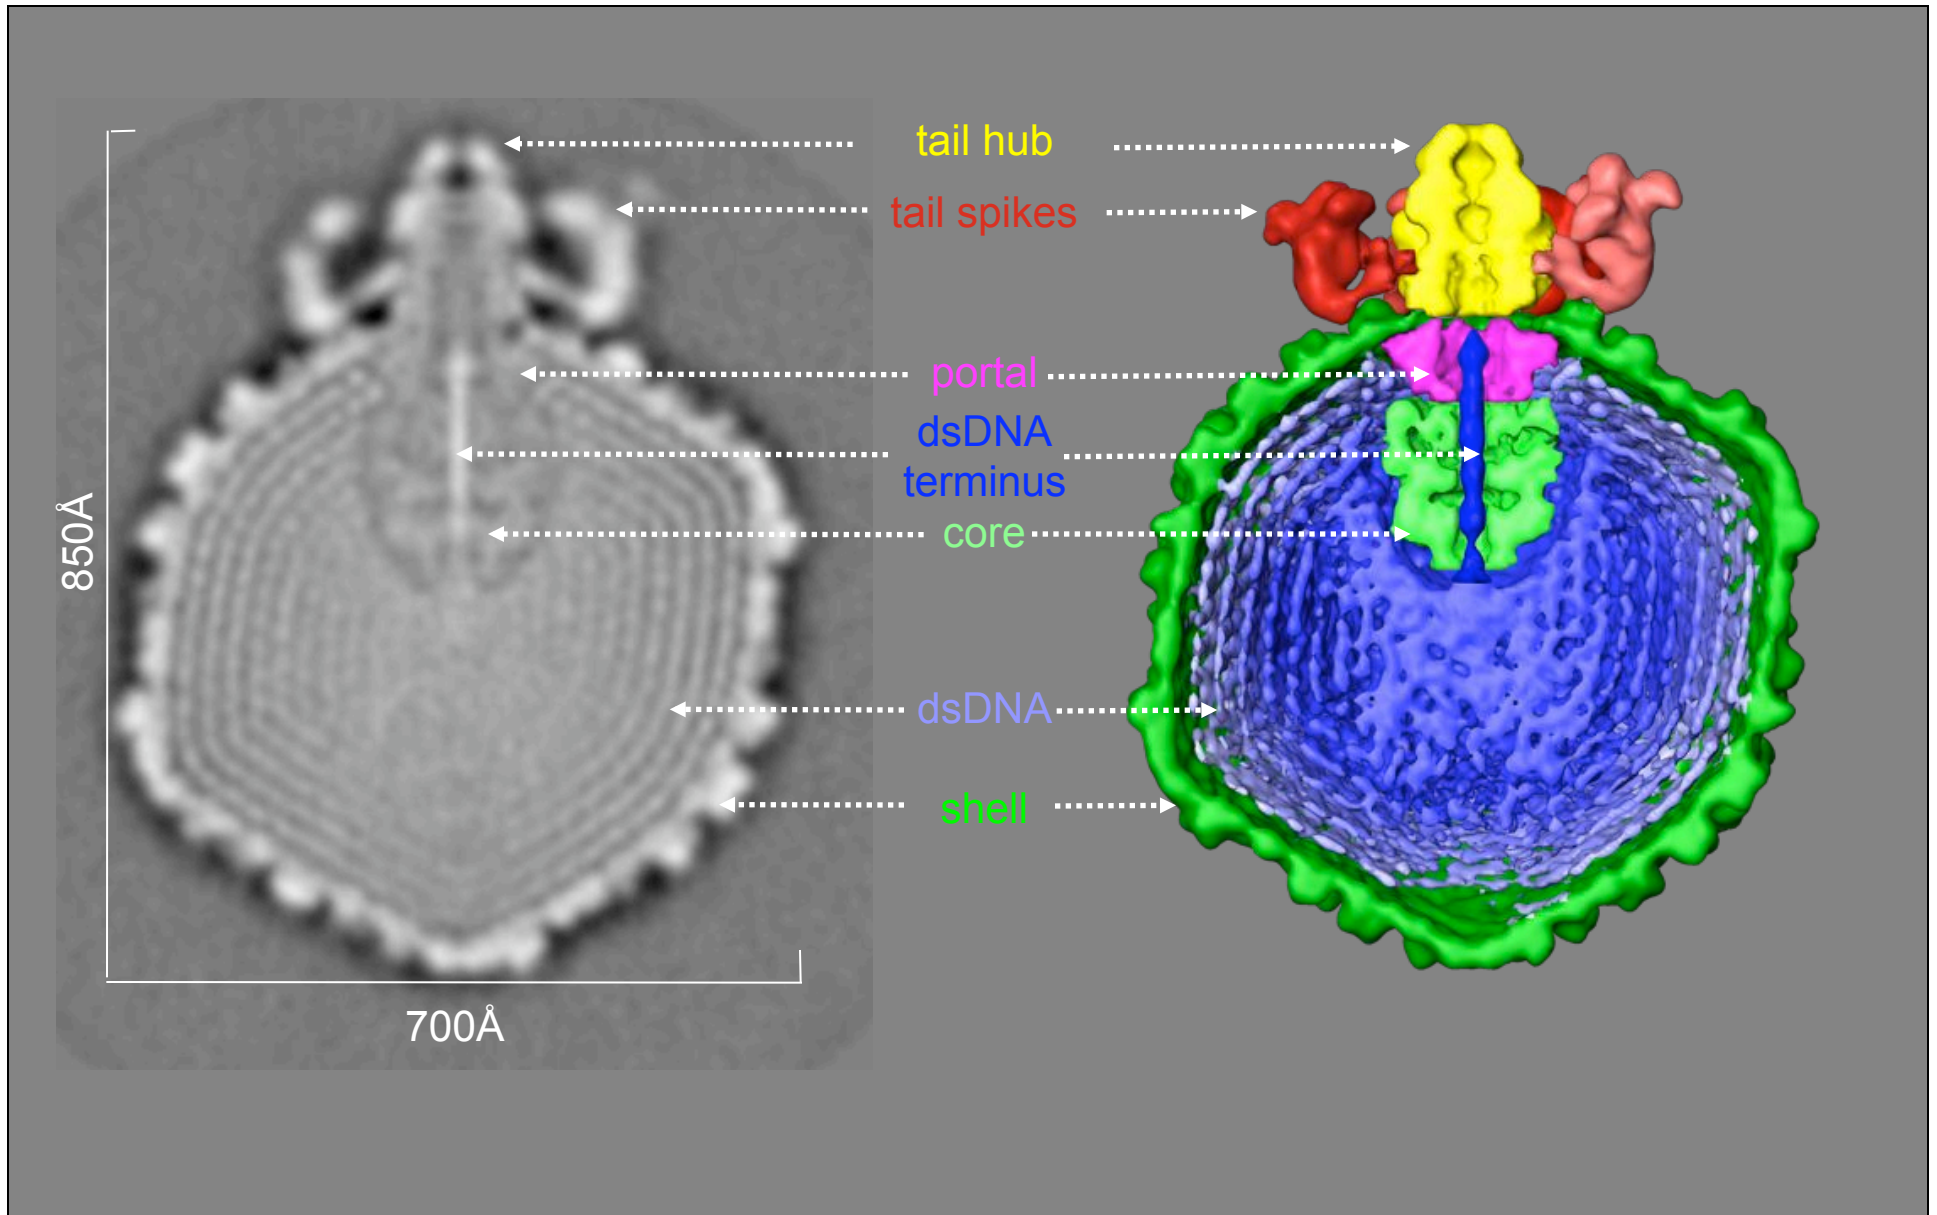 tail hub
tail spikes
portal
dsDNA
terminus
core
dsDNA
shell
850Å
700Å